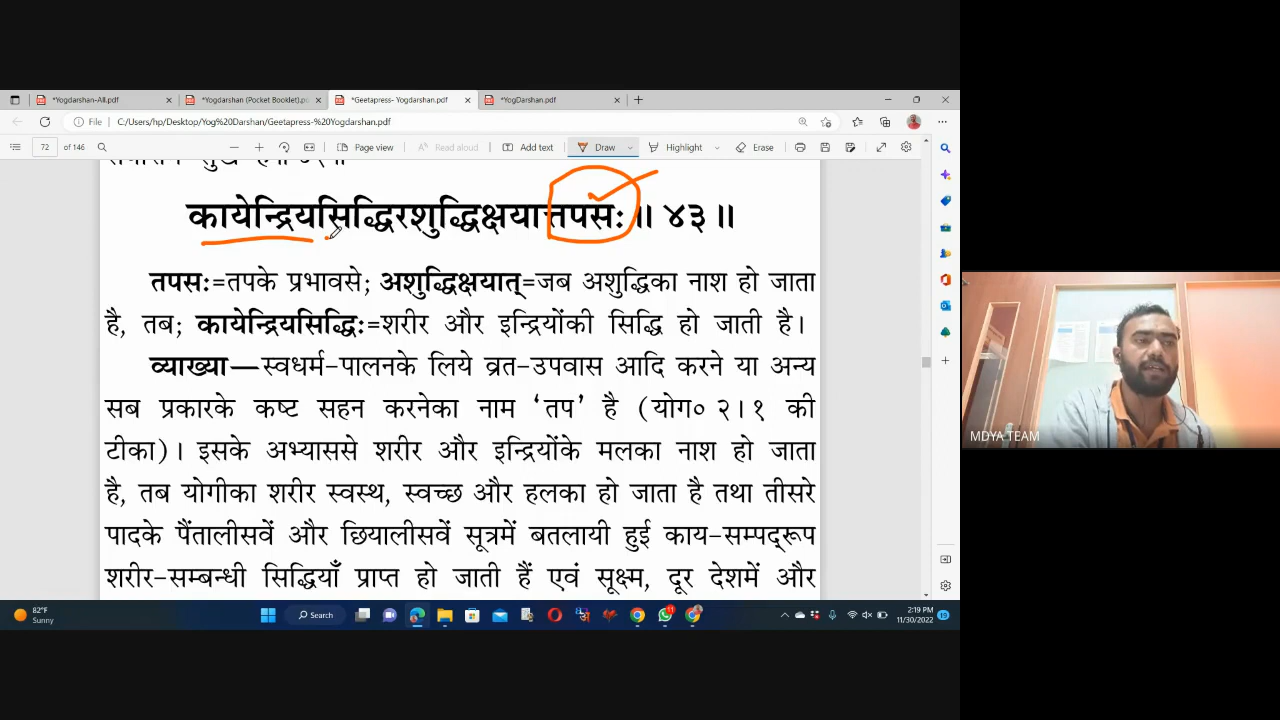 *Yogdarshan-All.pdf
*Yogdarshan (Pocket Booklet).p
*Geetapress- Yogdarshan.pdf
*YogDarshan.pdf
File
C:/Users/hp/Desktop/Yog%20Darshan/Geetapress-%20Yogdarshan.pdf
72 of 146
Page view
Read aloud
Add text
Draw
Highlight
Erase
कायेन्द्रियसिद्धिरशुद्धिक्षयात्तपसः॥ ४३॥
तपसः=तपके प्रभावसे; अशुद्धिक्षयात्=जब अशुद्धिका नाश हो जाता
है, तब; कायेन्द्रियसिद्धिः=शरीर और इन्द्रियोंकी सिद्धि हो जाती है।
व्याख्या—स्वधर्म-पालनके लिये व्रत-उपवास आदि करने या अन्य
सब प्रकारके कष्ट सहन करनेका नाम ‘तप’ है (योग० २। १ की
टीका)। इसके अभ्याससे शरीर और इन्द्रियोंके मलका नाश हो जाता
है, तब योगीका शरीर स्वस्थ, स्वच्छ और हलका हो जाता है तथा तीसरे
पादके पैंतालीसवें और छियालीसवें सूत्रमें बतलायी हुई काय-सम्पद्‌रूप
शरीर-सम्बन्धी सिद्धियाँ प्राप्त हो जाती हैं एवं सूक्ष्म, दूर देशमें और
MDYA TEAM
82°F
Sunny
Search
2:19 PM
11/30/2022